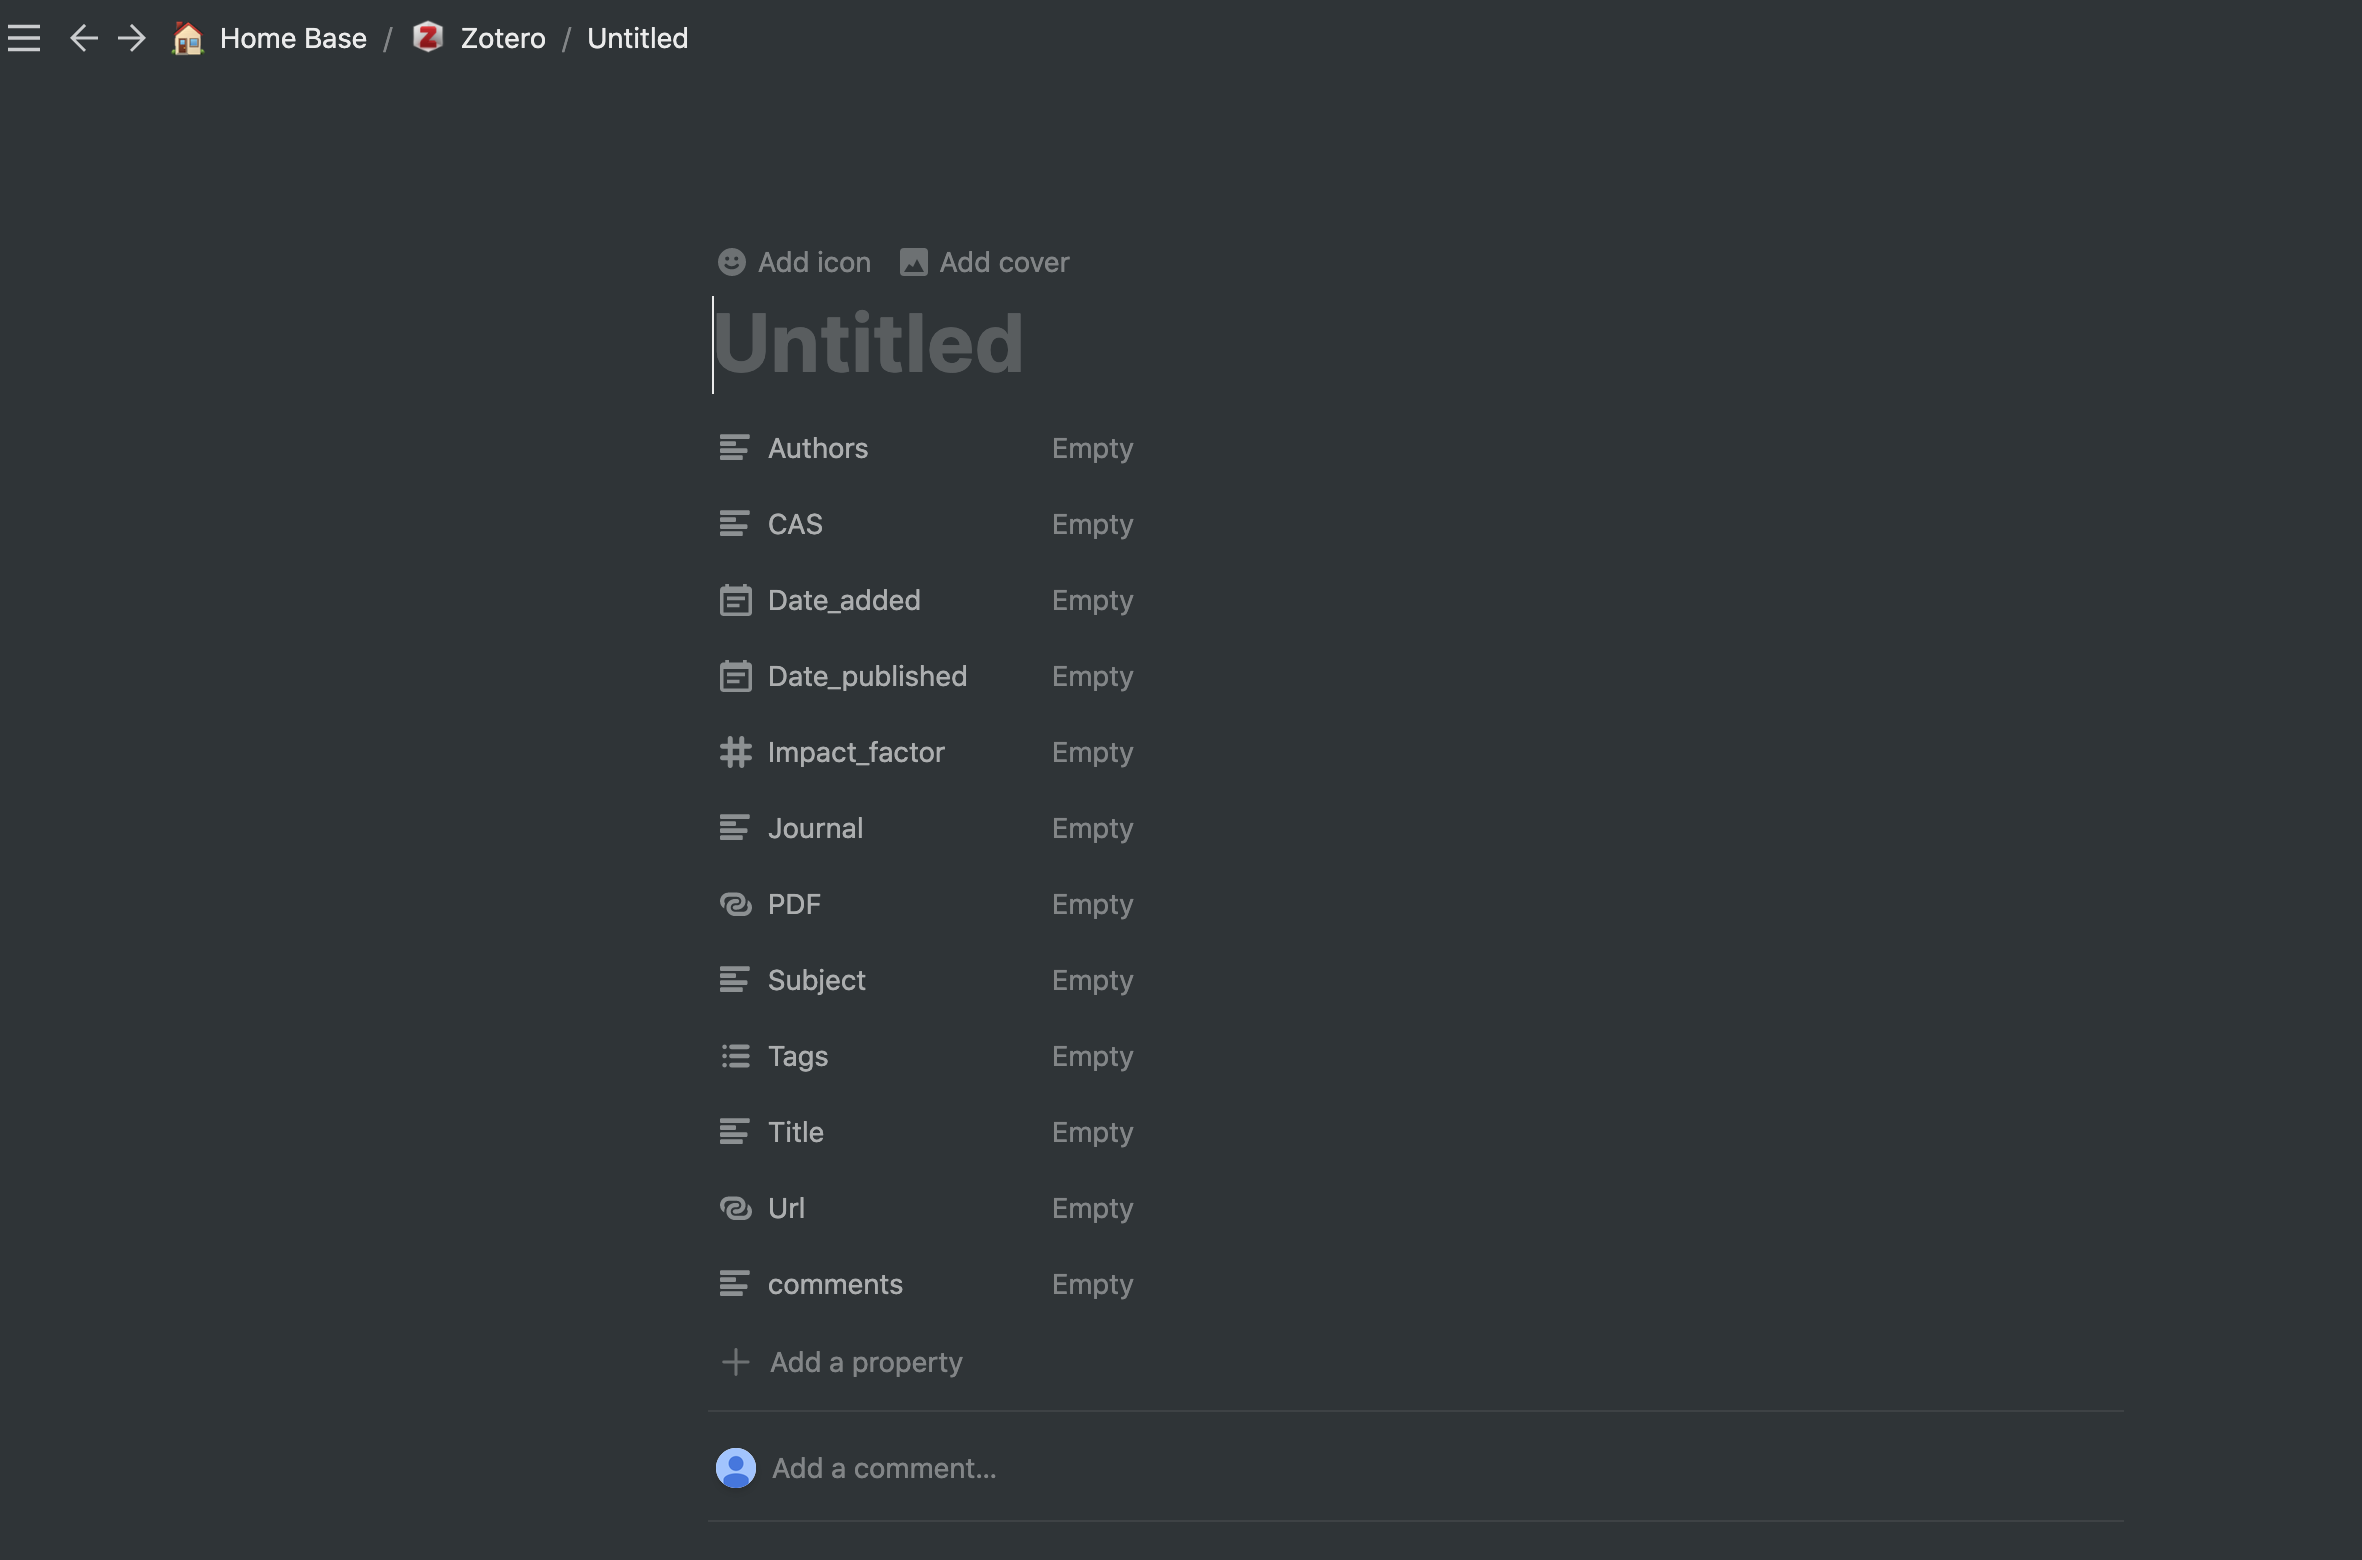 Home Base / Zotero / Untitled
Add icon Add cover
Untitled
Authors Empty
CAS Empty
Date_added Empty
Date_published Empty
Impact_factor Empty
Journal Empty
PDF Empty
Subject Empty
Tags Empty
Title Empty
Url Empty
comments Empty
Add a property
Add a comment...